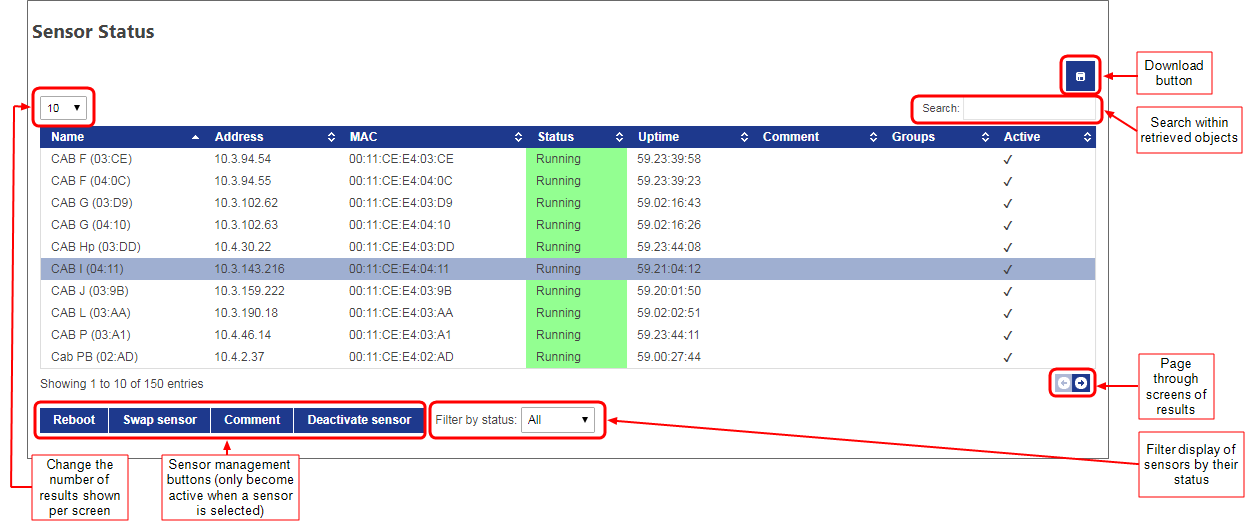 Sensor Status
Download
button
10
Search:
Search within
retrieved objects
Name Address MAC Status Uptime Comment Groups Active
CAB F (03:CE) 10.3.94.54 00:11:CE:E4:03:CE Running 59.23:39:58 ✓
CAB F (04:0C) 10.3.94.55 00:11:CE:E4:04:0C Running 59.23:39:23 ✓
CAB G (03:D9) 10.3.102.62 00:11:CE:E4:03:D9 Running 59.02:16:43 ✓
CAB G (04:10) 10.3.102.63 00:11:CE:E4:04:10 Running 59.02:16:26 ✓
CAB Hp (03:DD) 10.4.30.22 00:11:CE:E4:03:DD Running 59.23:44:08 ✓
CAB I (04:11) 10.3.143.216 00:11:CE:E4:04:11 Running 59.21:04:12 ✓
CAB J (03:9B) 10.3.159.222 00:11:CE:E4:03:9B Running 59.20:01:50 ✓
CAB L (03:AA) 10.3.190.18 00:11:CE:E4:03:AA Running 59.02:02:51 ✓
CAB P (03:A1) 10.4.46.14 00:11:CE:E4:03:A1 Running 59.23:44:11 ✓
Cab PB (02:AD) 10.4.2.37 00:11:CE:E4:02:AD Running 59.00:27:44 ✓
Showing 1 to 10 of 150 entries
Page
through
screens of
results
Reboot Swap sensor Comment Deactivate sensor Filter by status: All
Filter display of
sensors by their
status
Change the
number of
results shown
per screen
Sensor management
buttons (only become
active when a sensor
is selected)